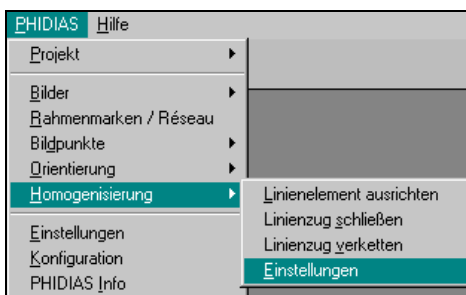 PHIDIAS Hilfe
Projekt
Bilder
Rahmenmarken / Réseau
Bildpunkte
Orientierung
Homogenisierung
Linienelement ausrichten
Linienzug schließen
Linienzug verketten
Einstellungen
Einstellungen
Konfiguration
PHIDIAS Info